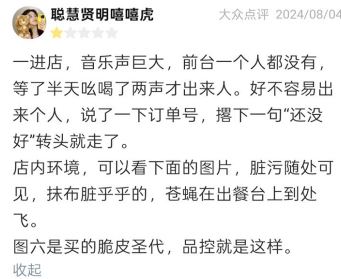 聪慧贤明嘻嘻虎
大众点评 2024/08/04
一进店，音乐声巨大，前台一个人都没有，
等了半天吆喝了两声才出来人。好不容易出
来个人，说了一下订单号，撂下一句“还没
好”转头就走了。
店内环境，可以看下面的图片，脏污随处可
见，抹布脏乎乎的，苍蝇在出餐台上到处
飞。
图六是买的脆皮圣代，品控就是这样。
收起